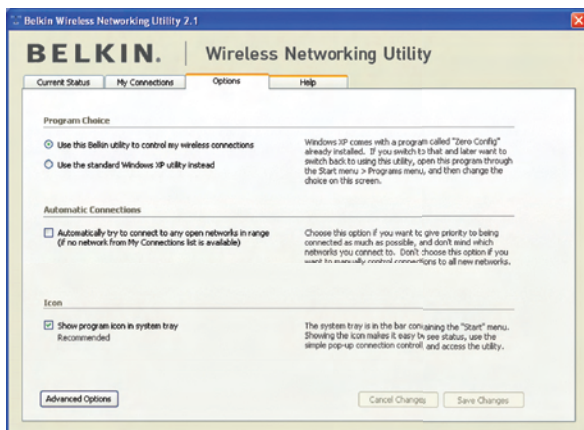 Belkin Wireless Networking Utility 2.1
BELKIN. | Wireless Networking Utility
Current Status
My Connections
Options
Help
Program Choice
Use this Belkin utility to control my wireless connections
Use the standard Windows XP utility instead
Windows XP comes with a program called "Zero Config"
already installed. If you switch to that and later want to
switch back to using this utility, open this program through
the Start menu > Programs menu, and then change the
choice on this screen.
Automatic Connections
Automatically try to connect to any open networks in range
(if no network from My Connections list is available)
Choose this option if you want to give priority to being
connected as much as possible, and don't mind which
networks you connect to. Don't choose this option if you
want to manually control connections to all new networks.
Icon
Show program icon in system tray
Recommended
The system tray is in the bar containing the "Start" menu.
Showing the icon makes it easy to see status, use the
simple pop-up connection control, and access the utility.
Advanced Options
Cancel Changes
Save Changes